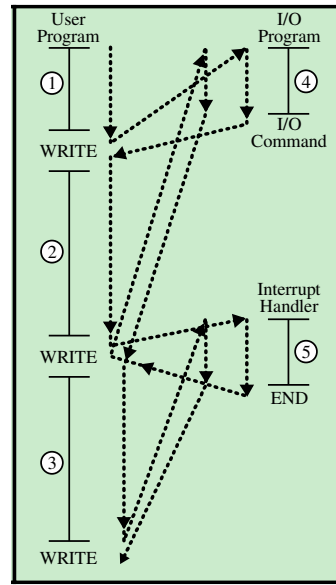 User
Program
1
WRITE
2
WRITE
3
WRITE
I/O
Program
4
I/O
Command
Interrupt
Handler
5
END